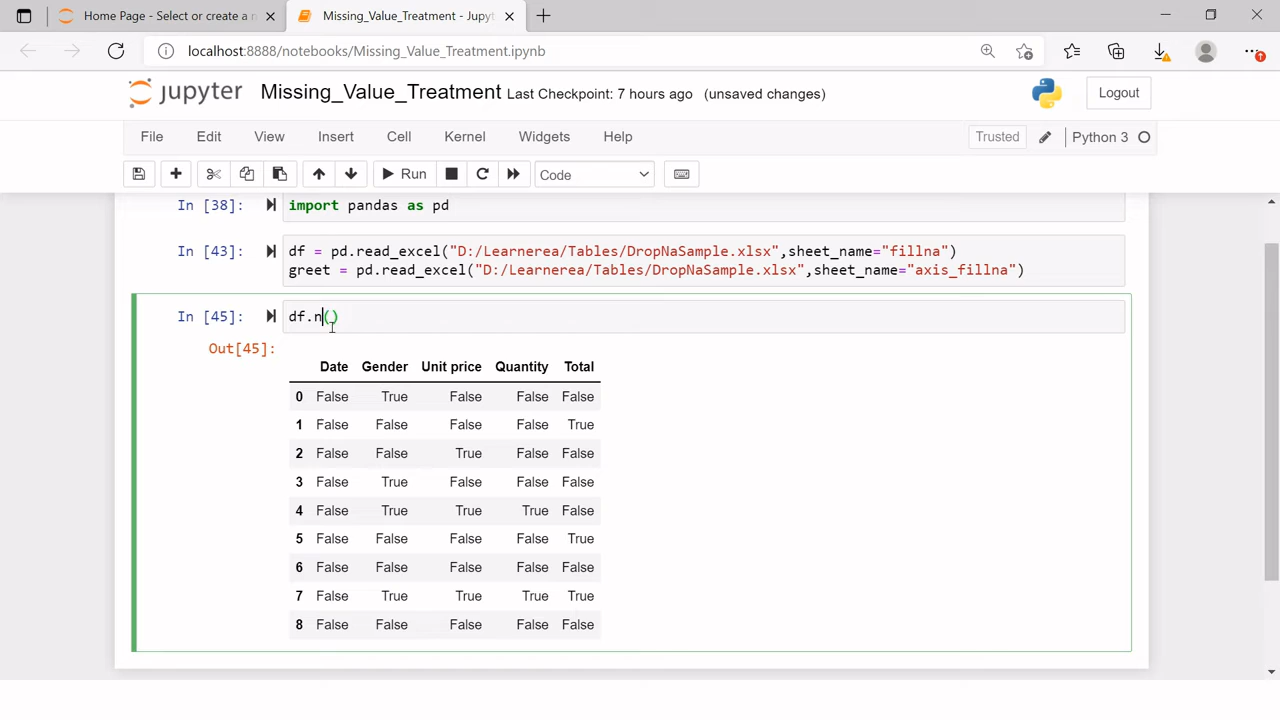 Home Page - Select or create a n
Missing_Value_Treatment - Jupyt
localhost:8888/notebooks/Missing_Value_Treatment.ipynb
jupyter Missing_Value_Treatment Last Checkpoint: 7 hours ago (unsaved changes) Logout
File Edit View Insert Cell Kernel Widgets Help Trusted Python 3
Run Code
In [38]: import pandas as pd
In [43]: df = pd.read_excel("D:/Learnerea/Tables/DropNaSample.xlsx",sheet_name="fillna")
greet = pd.read_excel("D:/Learnerea/Tables/DropNaSample.xlsx",sheet_name="axis_fillna")
In [45]: df.n()
Out[45]:
Date Gender Unit price Quantity Total
0 False True False False False
1 False False False False True
2 False False True False False
3 False True False False False
4 False True True True False
5 False False False False True
6 False False False False False
7 False True True True True
8 False False False False False